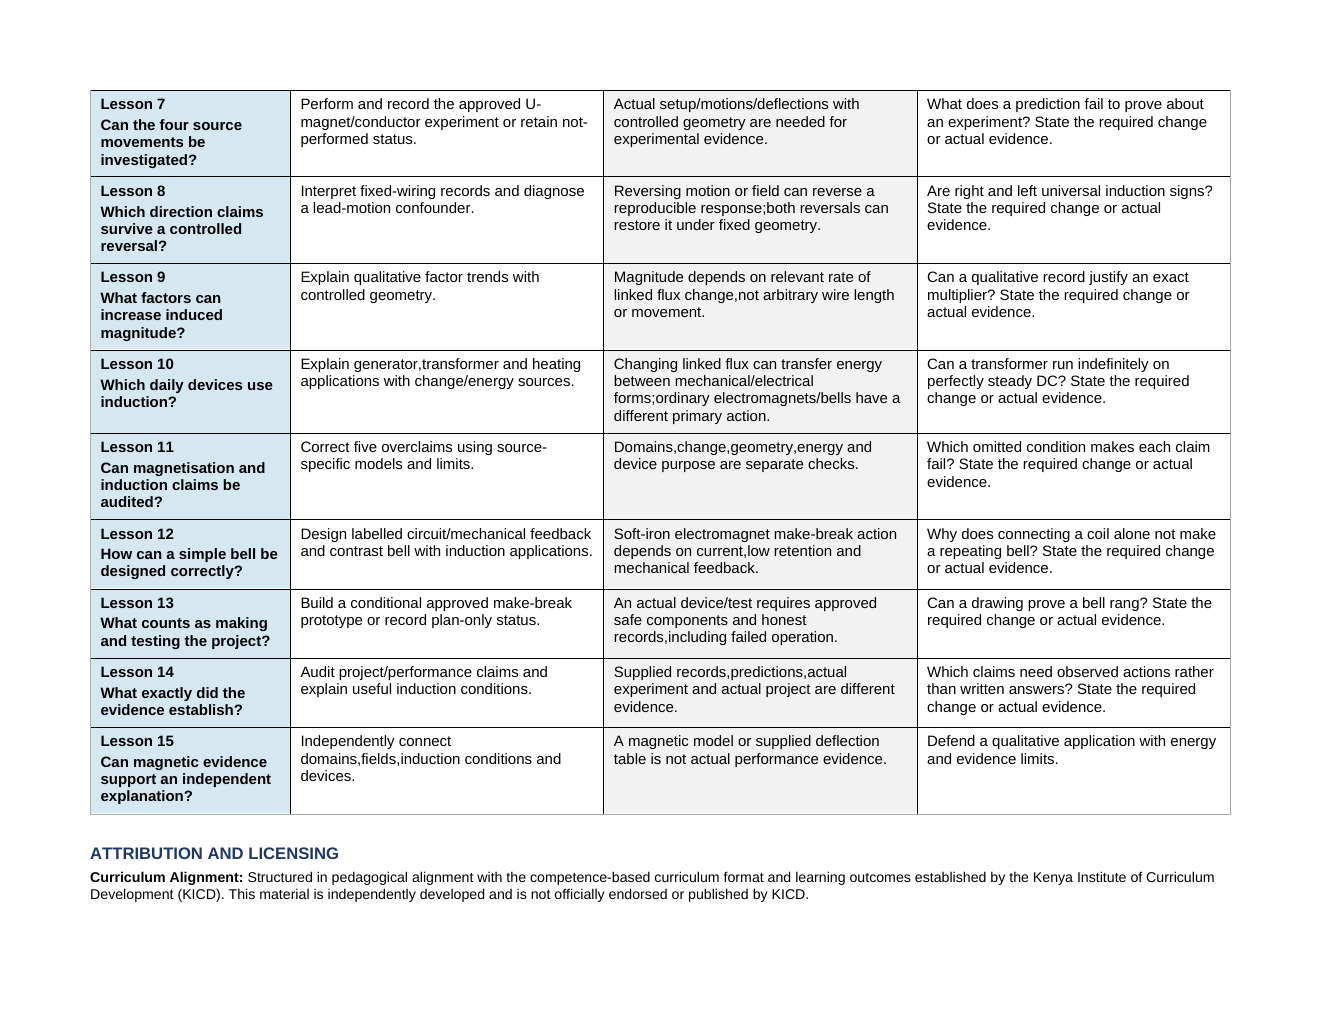 Lesson 7
Can the four source
movements be
investigated?
Perform and record the approved U-
magnet/conductor experiment or retain not-
performed status.
Actual setup/motions/deflections with
controlled geometry are needed for
experimental evidence.
What does a prediction fail to prove about
an experiment? State the required change
or actual evidence.
Lesson 8
Which direction claims
survive a controlled
reversal?
Interpret fixed-wiring records and diagnose
a lead-motion confounder.
Reversing motion or field can reverse a
reproducible response;both reversals can
restore it under fixed geometry.
Are right and left universal induction signs?
State the required change or actual
evidence.
Lesson 9
What factors can
increase induced
magnitude?
Explain qualitative factor trends with
controlled geometry.
Magnitude depends on relevant rate of
linked flux change,not arbitrary wire length
or movement.
Can a qualitative record justify an exact
multiplier? State the required change or
actual evidence.
Lesson 10
Which daily devices use
induction?
Explain generator,transformer and heating
applications with change/energy sources.
Changing linked flux can transfer energy
between mechanical/electrical
forms;ordinary electromagnets/bells have a
different primary action.
Can a transformer run indefinitely on
perfectly steady DC? State the required
change or actual evidence.
Lesson 11
Can magnetisation and
induction claims be
audited?
Correct five overclaims using source-
specific models and limits.
Domains,change,geometry,energy and
device purpose are separate checks.
Which omitted condition makes each claim
fail? State the required change or actual
evidence.
Lesson 12
How can a simple bell be
designed correctly?
Design labelled circuit/mechanical feedback
and contrast bell with induction applications.
Soft-iron electromagnet make-break action
depends on current,low retention and
mechanical feedback.
Why does connecting a coil alone not make
a repeating bell? State the required change
or actual evidence.
Lesson 13
What counts as making
and testing the project?
Build a conditional approved make-break
prototype or record plan-only status.
An actual device/test requires approved
safe components and honest
records,including failed operation.
Can a drawing prove a bell rang? State the
required change or actual evidence.
Lesson 14
What exactly did the
evidence establish?
Audit project/performance claims and
explain useful induction conditions.
Supplied records,predictions,actual
experiment and actual project are different
evidence.
Which claims need observed actions rather
than written answers? State the required
change or actual evidence.
Lesson 15
Can magnetic evidence
support an independent
explanation?
Independently connect
domains,fields,induction conditions and
devices.
A magnetic model or supplied deflection
table is not actual performance evidence.
Defend a qualitative application with energy
and evidence limits.
ATTRIBUTION AND LICENSING
Curriculum Alignment: Structured in pedagogical alignment with the competence-based curriculum format and learning outcomes established by the Kenya Institute of Curriculum
Development (KICD). This material is independently developed and is not officially endorsed or published by KICD.